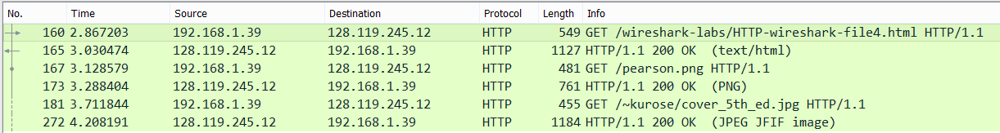 No. Time Source Destination Protocol Length Info
160 2.867203 192.168.1.39 128.119.245.12 HTTP 549 GET /wireshark-labs/HTTP-wireshark-file4.html HTTP/1.1
165 3.030474 128.119.245.12 192.168.1.39 HTTP 1127 HTTP/1.1 200 OK (text/html)
167 3.128579 192.168.1.39 128.119.245.12 HTTP 481 GET /pearson.png HTTP/1.1
173 3.288404 128.119.245.12 192.168.1.39 HTTP 761 HTTP/1.1 200 OK (PNG)
181 3.711844 192.168.1.39 128.119.245.12 HTTP 455 GET /~kurose/cover_5th_ed.jpg HTTP/1.1
272 4.208191 128.119.245.12 192.168.1.39 HTTP 1184 HTTP/1.1 200 OK (JPEG JFIF image)